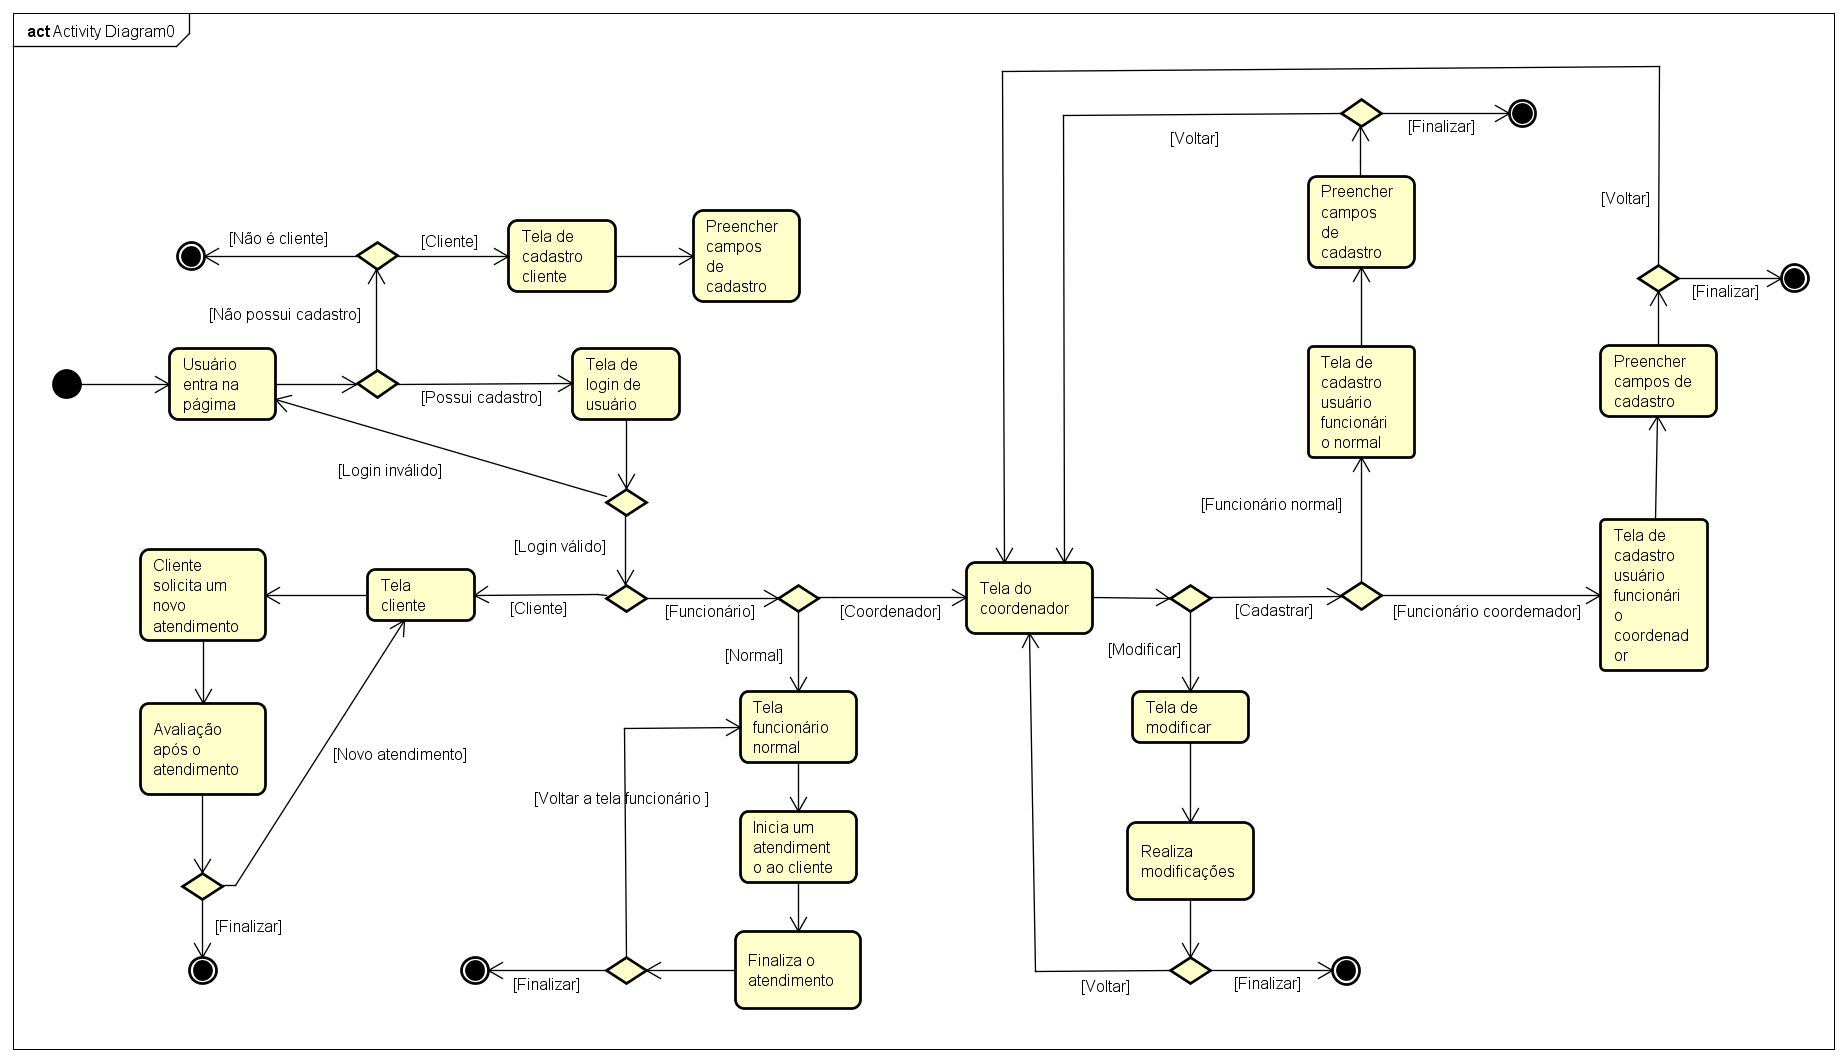 act Activity Diagram0
[Não é cliente]
[Cliente]
Tela de
cadastro
cliente
Preencher
campos
de
cadastro
[Não possui cadastro]
Usuário
entra na
págima
[Possui cadastro]
Tela de
login de
usuário
[Login inválido]
[Login válido]
Cliente
solicita um
novo
atendimento
Tela
cliente
[Cliente]
[Funcionário]
[Coordenador]
[Normal]
Avaliação
após o
atendimento
[Novo atendimento]
[Finalizar]
Tela
funcionário
normal
[Voltar a tela funcionário ]
Inicia um
atendiment
o ao cliente
Finaliza o
atendimento
[Finalizar]
Tela do
coordenador
[Cadastrar]
[Modificar]
Tela de
modificar
Realiza
modificações
[Voltar]
[Finalizar]
[Funcionário normal]
Tela de
cadastro
usuário
funcionári
o normal
Preencher
campos
de
cadastro
[Voltar]
[Finalizar]
[Funcionário coordemador]
Tela de
cadastro
usuário
funcionári
o
coordenad
or
Preencher
campos de
cadastro
[Voltar]
[Finalizar]